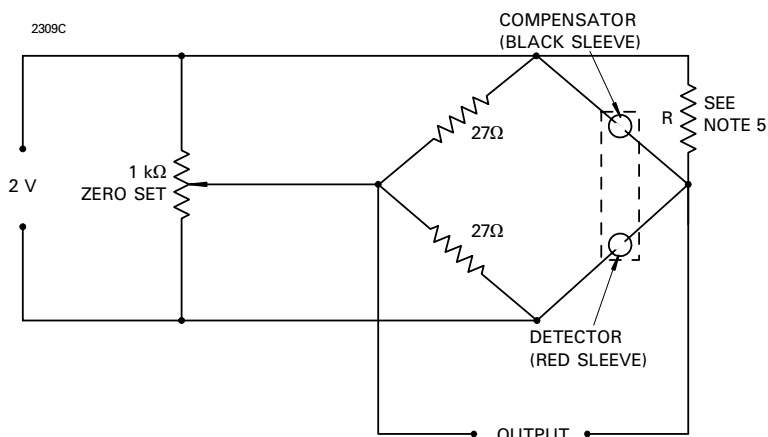 COMPENSATOR
(BLACK SLEEVE)
2309C
27Ω
R
SEE
NOTE 5
1 kΩ
ZERO SET
2 V
27Ω
DETECTOR
(RED SLEEVE)
OUTPUT